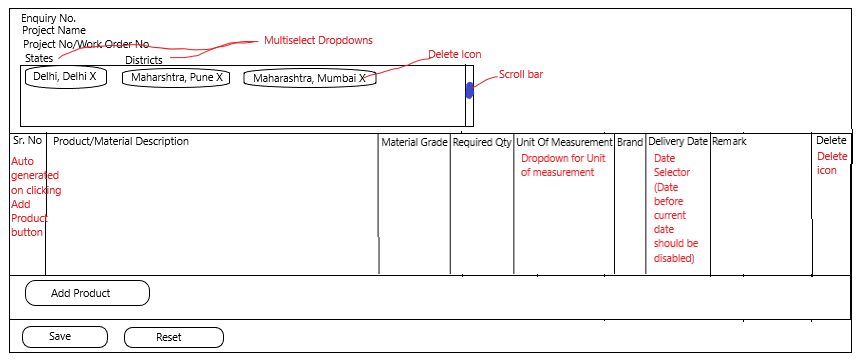 Enquiry No.
Project Name
Project No/Work Order No
Multiselect Dropdowns
States
Districts
Delete Icon
Delhi, Delhi X
Maharshtra, Pune X
Maharashtra, Mumbai X
Scroll bar
Sr. No
Product/Material Description
Material Grade
Required Qty
Unit Of Measurement
Brand
Delivery Date
Remark
Delete
Auto
generated
on clicking
Add
Product
button
Dropdown for Unit
of measurement
Date
Selector
(Date
before
current
date
should be
disabled)
Delete
icon
Add Product
Save
Reset